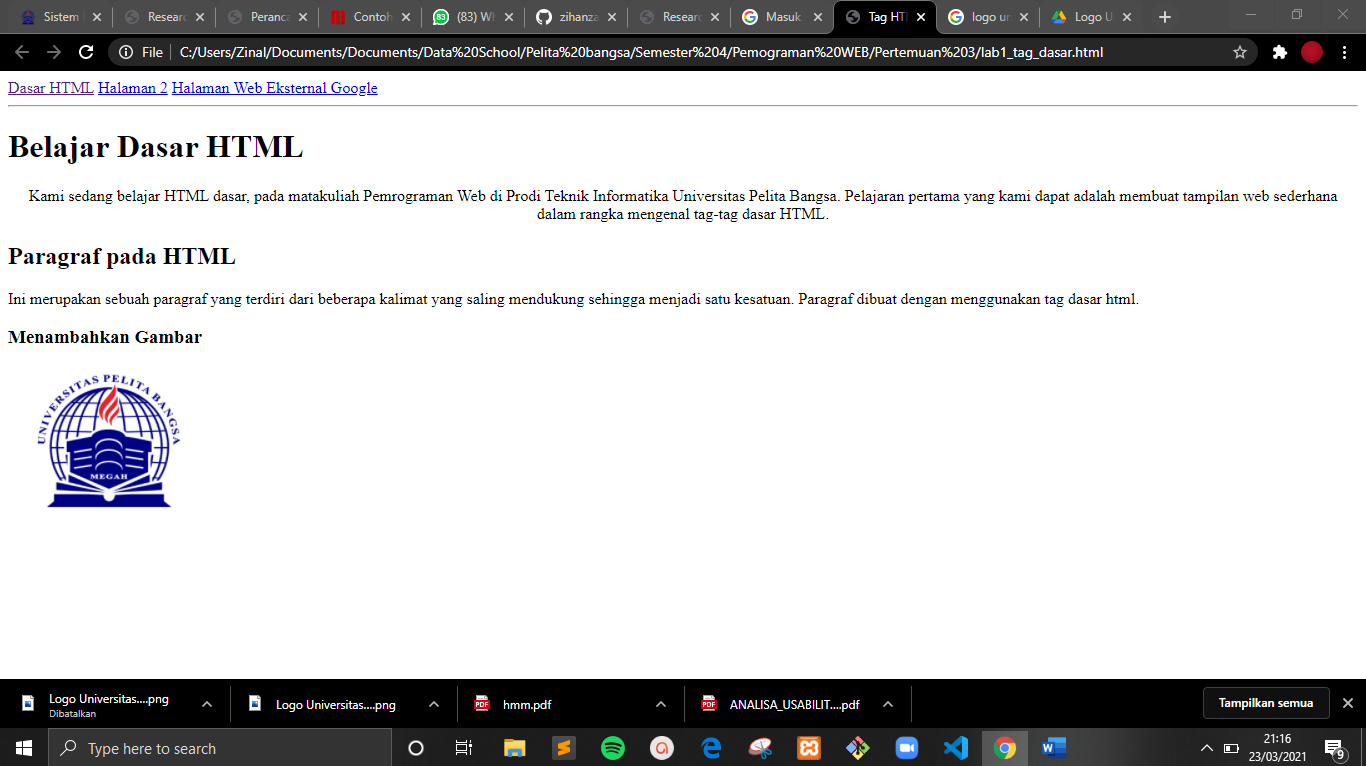 Sistem
Researc
Peranca
Contoh
(83) Wh
zihanza
Researc
Masuk
Tag HTM
logo un
Logo U
File
C:/Users/Zinal/Documents/Documents/Data%20School/Pelita%20bangsa/Semester%204/Pemograman%20WEB/Pertemuan%203/lab1_tag_dasar.html
Dasar HTML Halaman 2 Halaman Web Eksternal Google
Belajar Dasar HTML
Kami sedang belajar HTML dasar, pada matakuliah Pemrograman Web di Prodi Teknik Informatika Universitas Pelita Bangsa. Pelajaran pertama yang kami dapat adalah membuat tampilan web sederhana
dalam rangka mengenal tag-tag dasar HTML.
Paragraf pada HTML
Ini merupakan sebuah paragraf yang terdiri dari beberapa kalimat yang saling mendukung sehingga menjadi satu kesatuan. Paragraf dibuat dengan menggunakan tag dasar html.
Menambahkan Gambar
UNIVERSITAS PELITA BANGSA
MEGAH
Logo Universitas....png
Dibatalkan
Logo Universitas....png
hmm.pdf
ANALISA_USABILIT....pdf
Tampilkan semua
Type here to search
21:16
23/03/2021
9